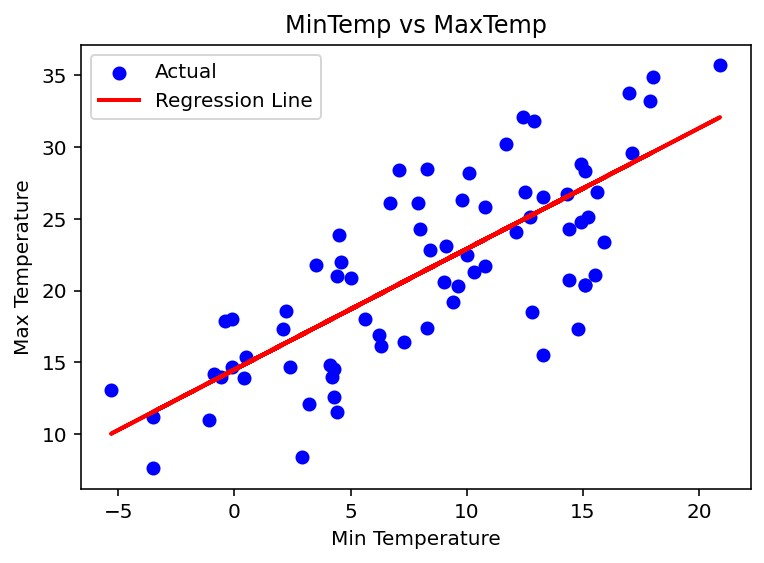 MinTemp vs MaxTemp
Actual
Regression Line
35
30
25
20
15
10
Max Temperature
−5
0
5
10
15
20
Min Temperature